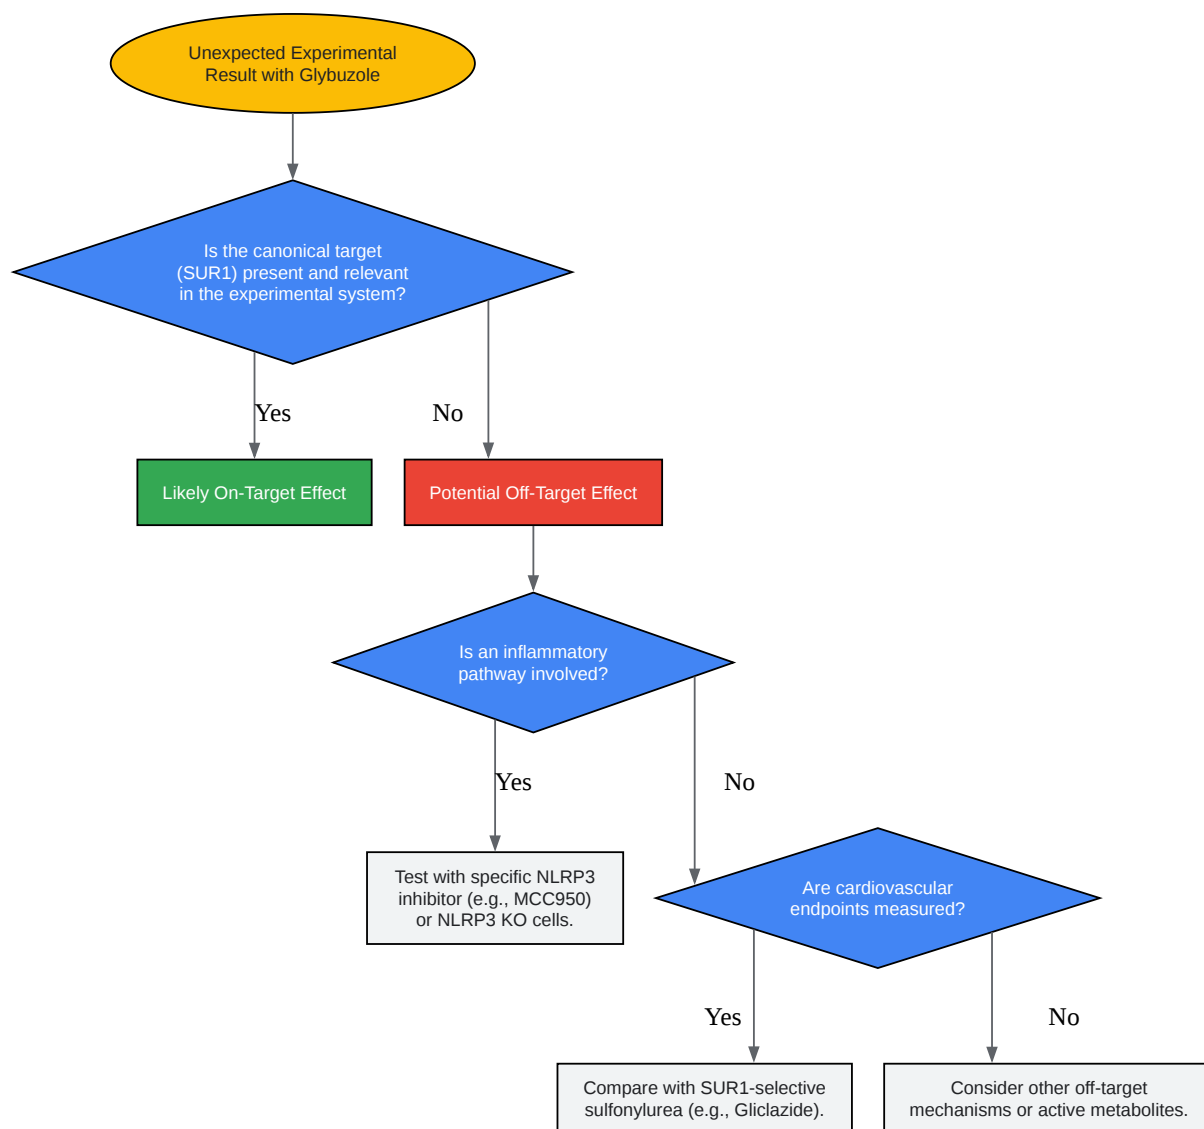 Unexpected Experimental
Result with Glybuzole
Is the canonical target
(SUR1) present and relevant
in the experimental system?
Yes
No
Likely On-Target Effect
Potential Off-Target Effect
Is an inflammatory
pathway involved?
Yes
No
Test with specific NLRP3
inhibitor (e.g., MCC950)
or NLRP3 KO cells.
Are cardiovascular
endpoints measured?
Yes
No
Compare with SUR1-selective
sulfonylurea (e.g., Gliclazide).
Consider other off-target
mechanisms or active metabolites.